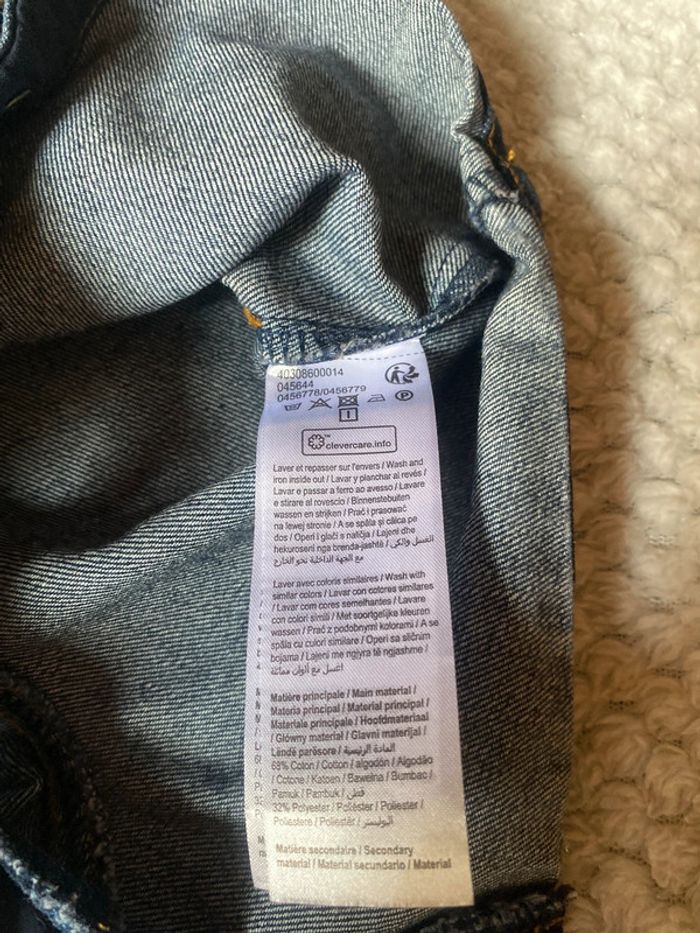 40308600014
045644
0456778/0456779
P
clevercare.info
Laver et repasser sur l'envers / Wash and
iron inside out / Lavar y planchar al revés /
Lavar e passar a ferro ao avesso / Lavare
e stirare al rovescio / Binnenstebuiten
wassen en strijken / Prać i prasować
na lewej stronie / A se spăla și călca pe
dos / Operi i glači s naličja / Lajeni dhe
hekuroseni nga brenda-jashtë / الغسل والكي
مع الجهة الداخلية نحو الخارج
Laver avec coloris similaires / Wash with
similar colors / Lavar con colores similares
/ Lavar com cores semelhantes / Lavare
con colori simili / Met soortgelijke kleuren
wassen / Prać z podobnymi kolorami / A se
spăla cu culori similare / Operi sa sličnim
bojama / Lajeni me ngjyra të ngjashme /
اغسل مع ألوان مماثلة
Matière principale / Main material /
Materia principal / Material principal /
Materiale principale / Hoofdmateriaal
/ Główny materiał / Glavni materijal /
Lëndë parësore / المادة الرئيسية
68% Coton / Cotton / algodón / Algodão
/ Cotone / Katoen / Bawełna / Bumbac /
Pamuk / Pambuk / قطن
32% Polyester / Poliéster / Poliester /
Poliestere / Poliestër / البوليستر
Matière secondaire / Secondary
material / Material secundario / Material